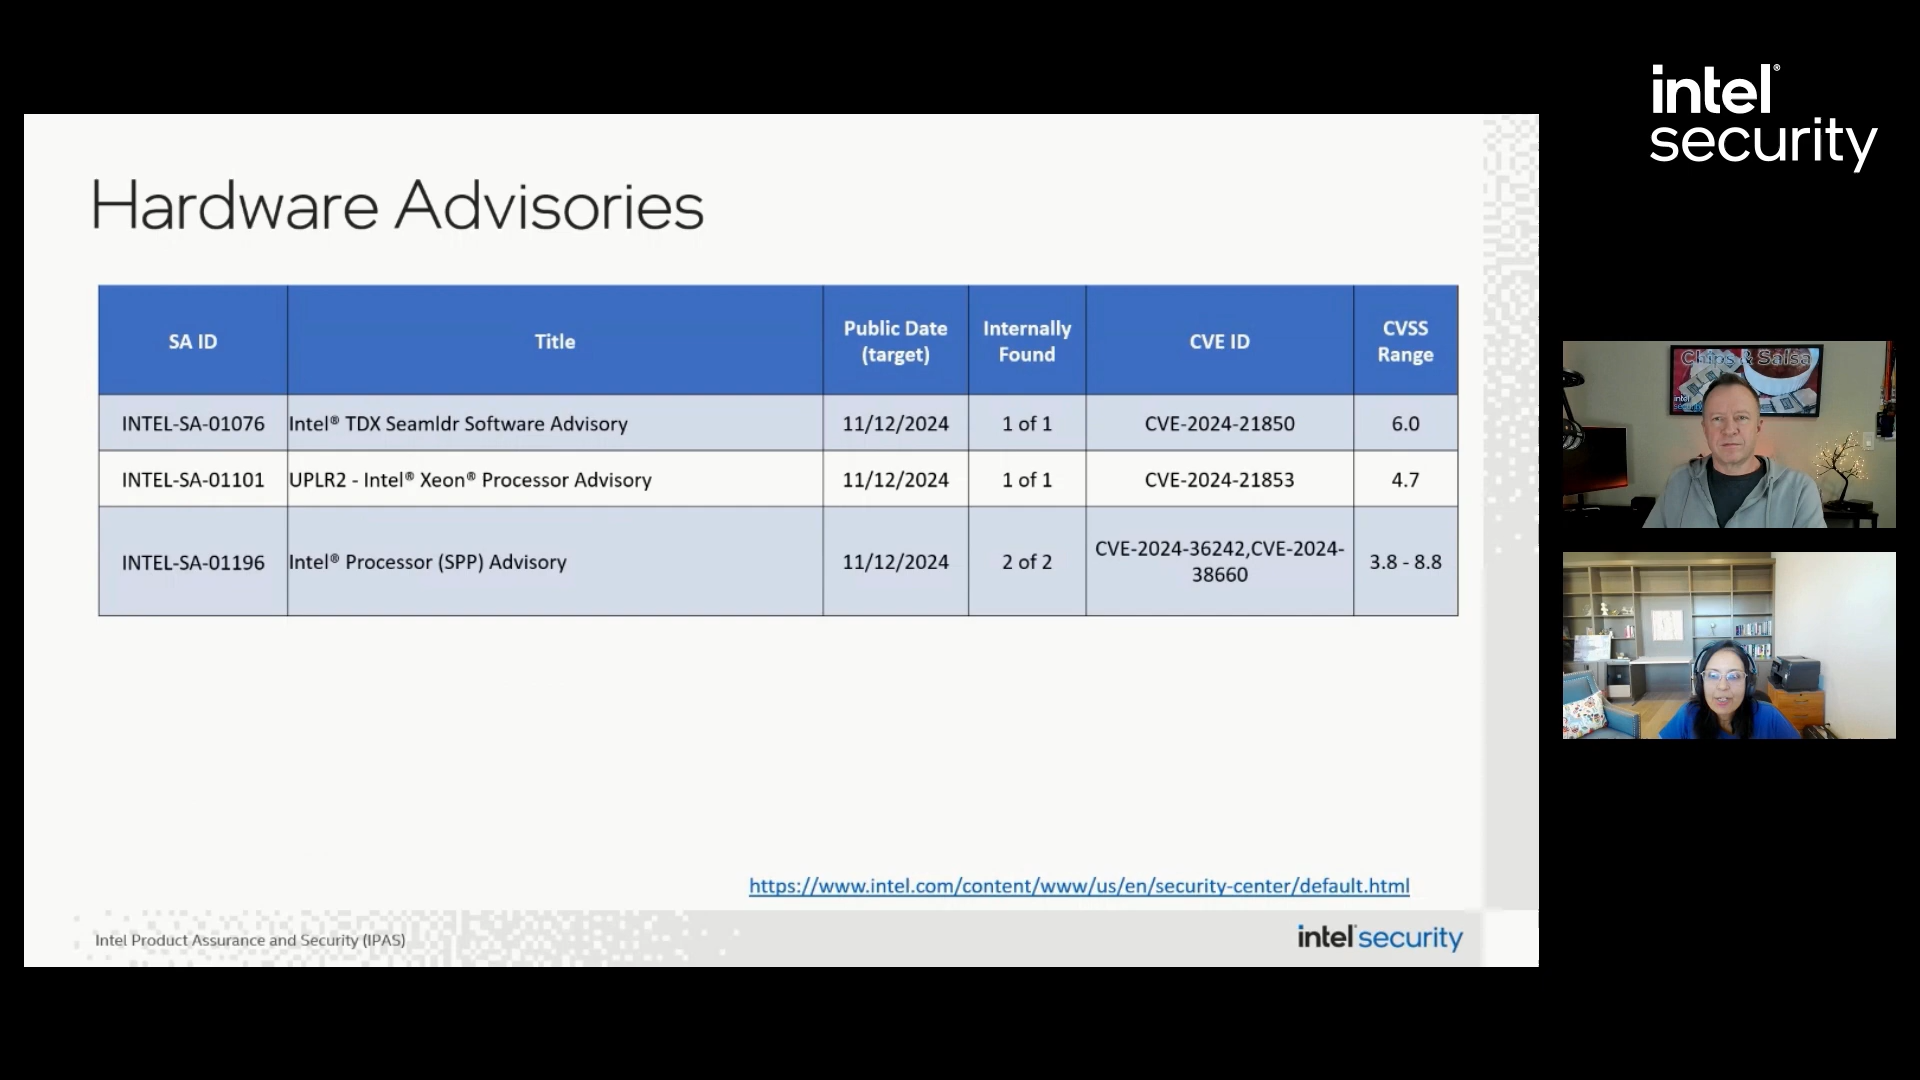 intel®
security
Hardware Advisories
SA ID
Title
Public Date
(target)
Internally
Found
CVE ID
CVSS
Range
INTEL-SA-01076
Intel® TDX Seamldr Software Advisory
11/12/2024
1 of 1
CVE-2024-21850
6.0
INTEL-SA-01101
UPLR2 - Intel® Xeon® Processor Advisory
11/12/2024
1 of 1
CVE-2024-21853
4.7
INTEL-SA-01196
Intel® Processor (SPP) Advisory
11/12/2024
2 of 2
CVE-2024-36242,CVE-2024-
38660
3.8 - 8.8
https://www.intel.com/content/www/us/en/security-center/default.html
Intel Product Assurance and Security (IPAS)
intel security
Chips & Salsa